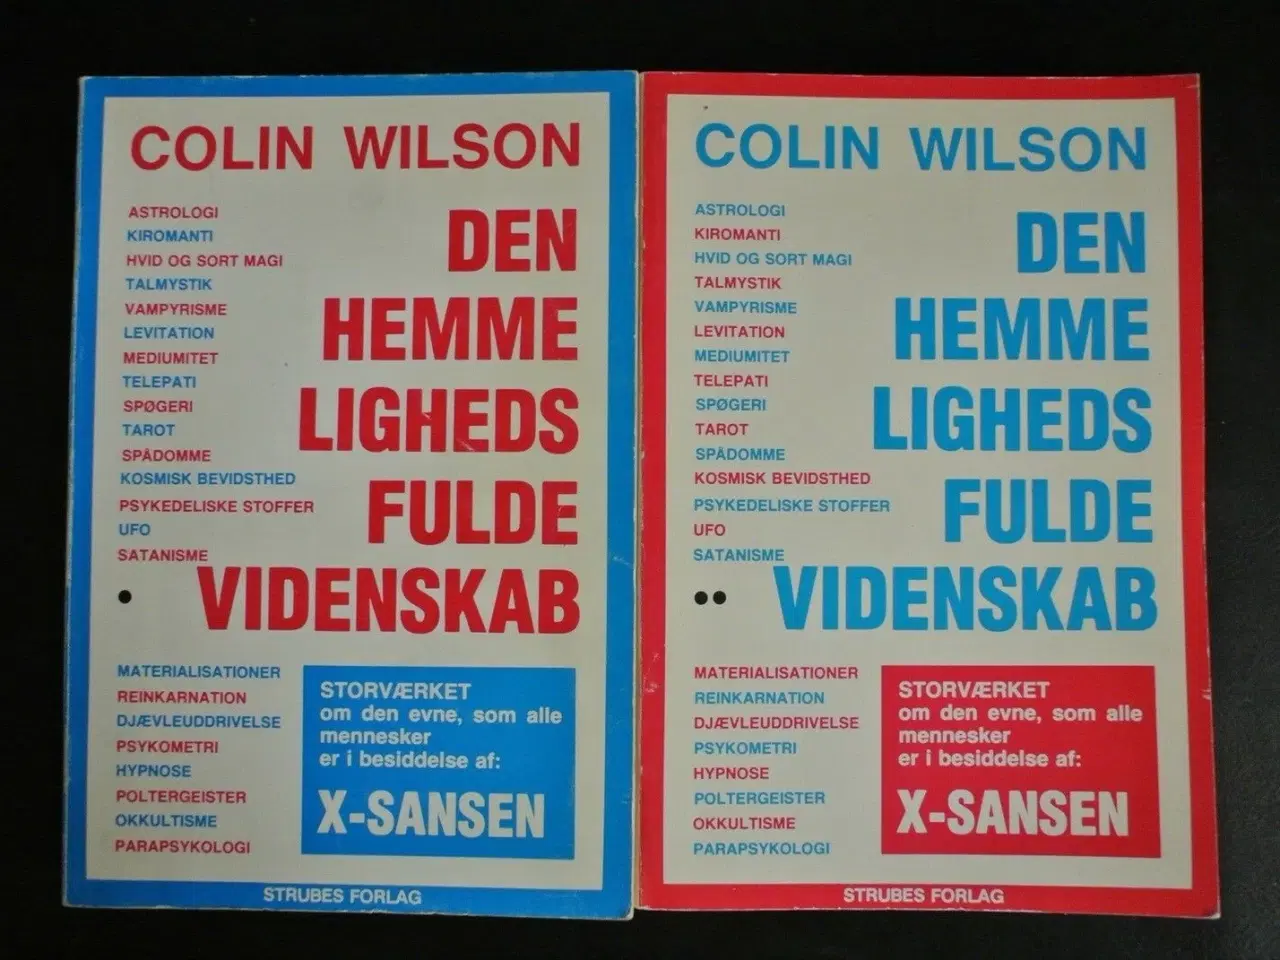 COLIN WILSON
ASTROLOGI
KIROMANTI
HVID OG SORT MAGI
TALMYSTIK
VAMPYRISME
LEVITATION
MEDIUMITET
TELEPATI
SPØGERI
TAROT
SPÅDOMME
KOSMISK BEVIDSTHED
PSYKEDELISKE STOFFER
UFO
SATANISME
DEN
HEMME
LIGHEDS
FULDE
VIDENSKAB
MATERIALISATIONER
REINKARNATION
DJÆVLEUDDRIVELSE
PSYKOMETRI
HYPNOSE
POLTERGEISTER
OKKULTISME
PARAPSYKOLOGI
STORVÆRKET
om den evne, som alle
mennesker
er i besiddelse af:
X-SANSEN
STRUBES FORLAG
COLIN WILSON
ASTROLOGI
KIROMANTI
HVID OG SORT MAGI
TALMYSTIK
VAMPYRISME
LEVITATION
MEDIUMITET
TELEPATI
SPØGERI
TAROT
SPÅDOMME
KOSMISK BEVIDSTHED
PSYKEDELISKE STOFFER
UFO
SATANISME
DEN
HEMME
LIGHEDS
FULDE
VIDENSKAB
MATERIALISATIONER
REINKARNATION
DJÆVLEUDDRIVELSE
PSYKOMETRI
HYPNOSE
POLTERGEISTER
OKKULTISME
PARAPSYKOLOGI
STORVÆRKET
om den evne, som alle
mennesker
er i besiddelse af:
X-SANSEN
STRUBES FORLAG